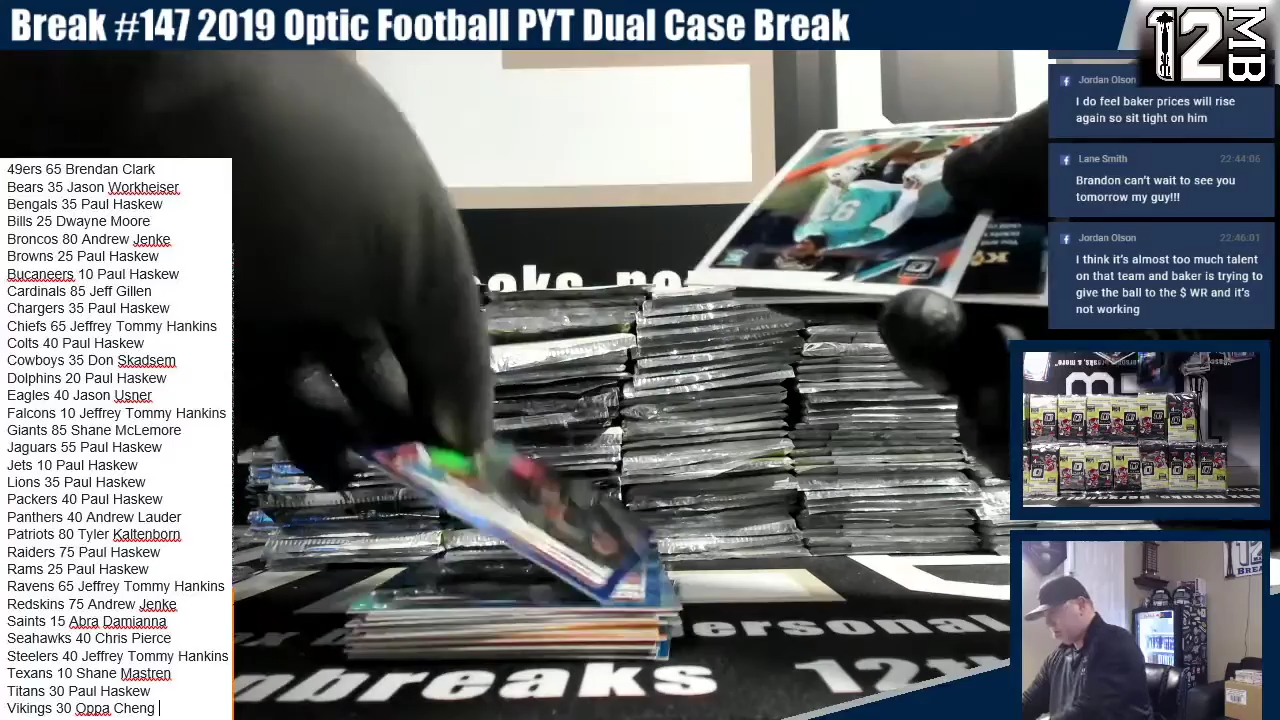 Break #147 2019 Optic Football PYT Dual Case Break
12
MB
49ers 65 Brendan Clark
Bears 35 Jason Workheiser
Bengals 35 Paul Haskew
Bills 25 Dwayne Moore
Broncos 80 Andrew Jenke
Browns 25 Paul Haskew
Bucaneers 10 Paul Haskew
Cardinals 85 Jeff Gillen
Chargers 35 Paul Haskew
Chiefs 65 Jeffrey Tommy Hankins
Colts 40 Paul Haskew
Cowboys 35 Don Skadsem
Dolphins 20 Paul Haskew
Eagles 40 Jason Usner
Falcons 10 Jeffrey Tommy Hankins
Giants 85 Shane McLemore
Jaguars 55 Paul Haskew
Jets 10 Paul Haskew
Lions 35 Paul Haskew
Packers 40 Paul Haskew
Panthers 40 Andrew Lauder
Patriots 80 Tyler Kaltenborn
Raiders 75 Paul Haskew
Rams 25 Paul Haskew
Ravens 65 Jeffrey Tommy Hankins
Redskins 75 Andrew Jenke
Saints 15 Abra Damianna
Seahawks 40 Chris Pierce
Steelers 40 Jeffrey Tommy Hankins
Texans 10 Shane Mastren
Titans 30 Paul Haskew
Vikings 30 Oppa Cheng
Jordan Olson
I do feel baker prices will rise
again so sit tight on him
Lane Smith 22:44:06
Brandon can't wait to see you
tomorrow my guy!!!
Jordan Olson 22:46:01
I think it's almost too much talent
on that team and baker is trying to
give the ball to the $ WR and it's
not working
26
ersonal
nbreaks 12th
12